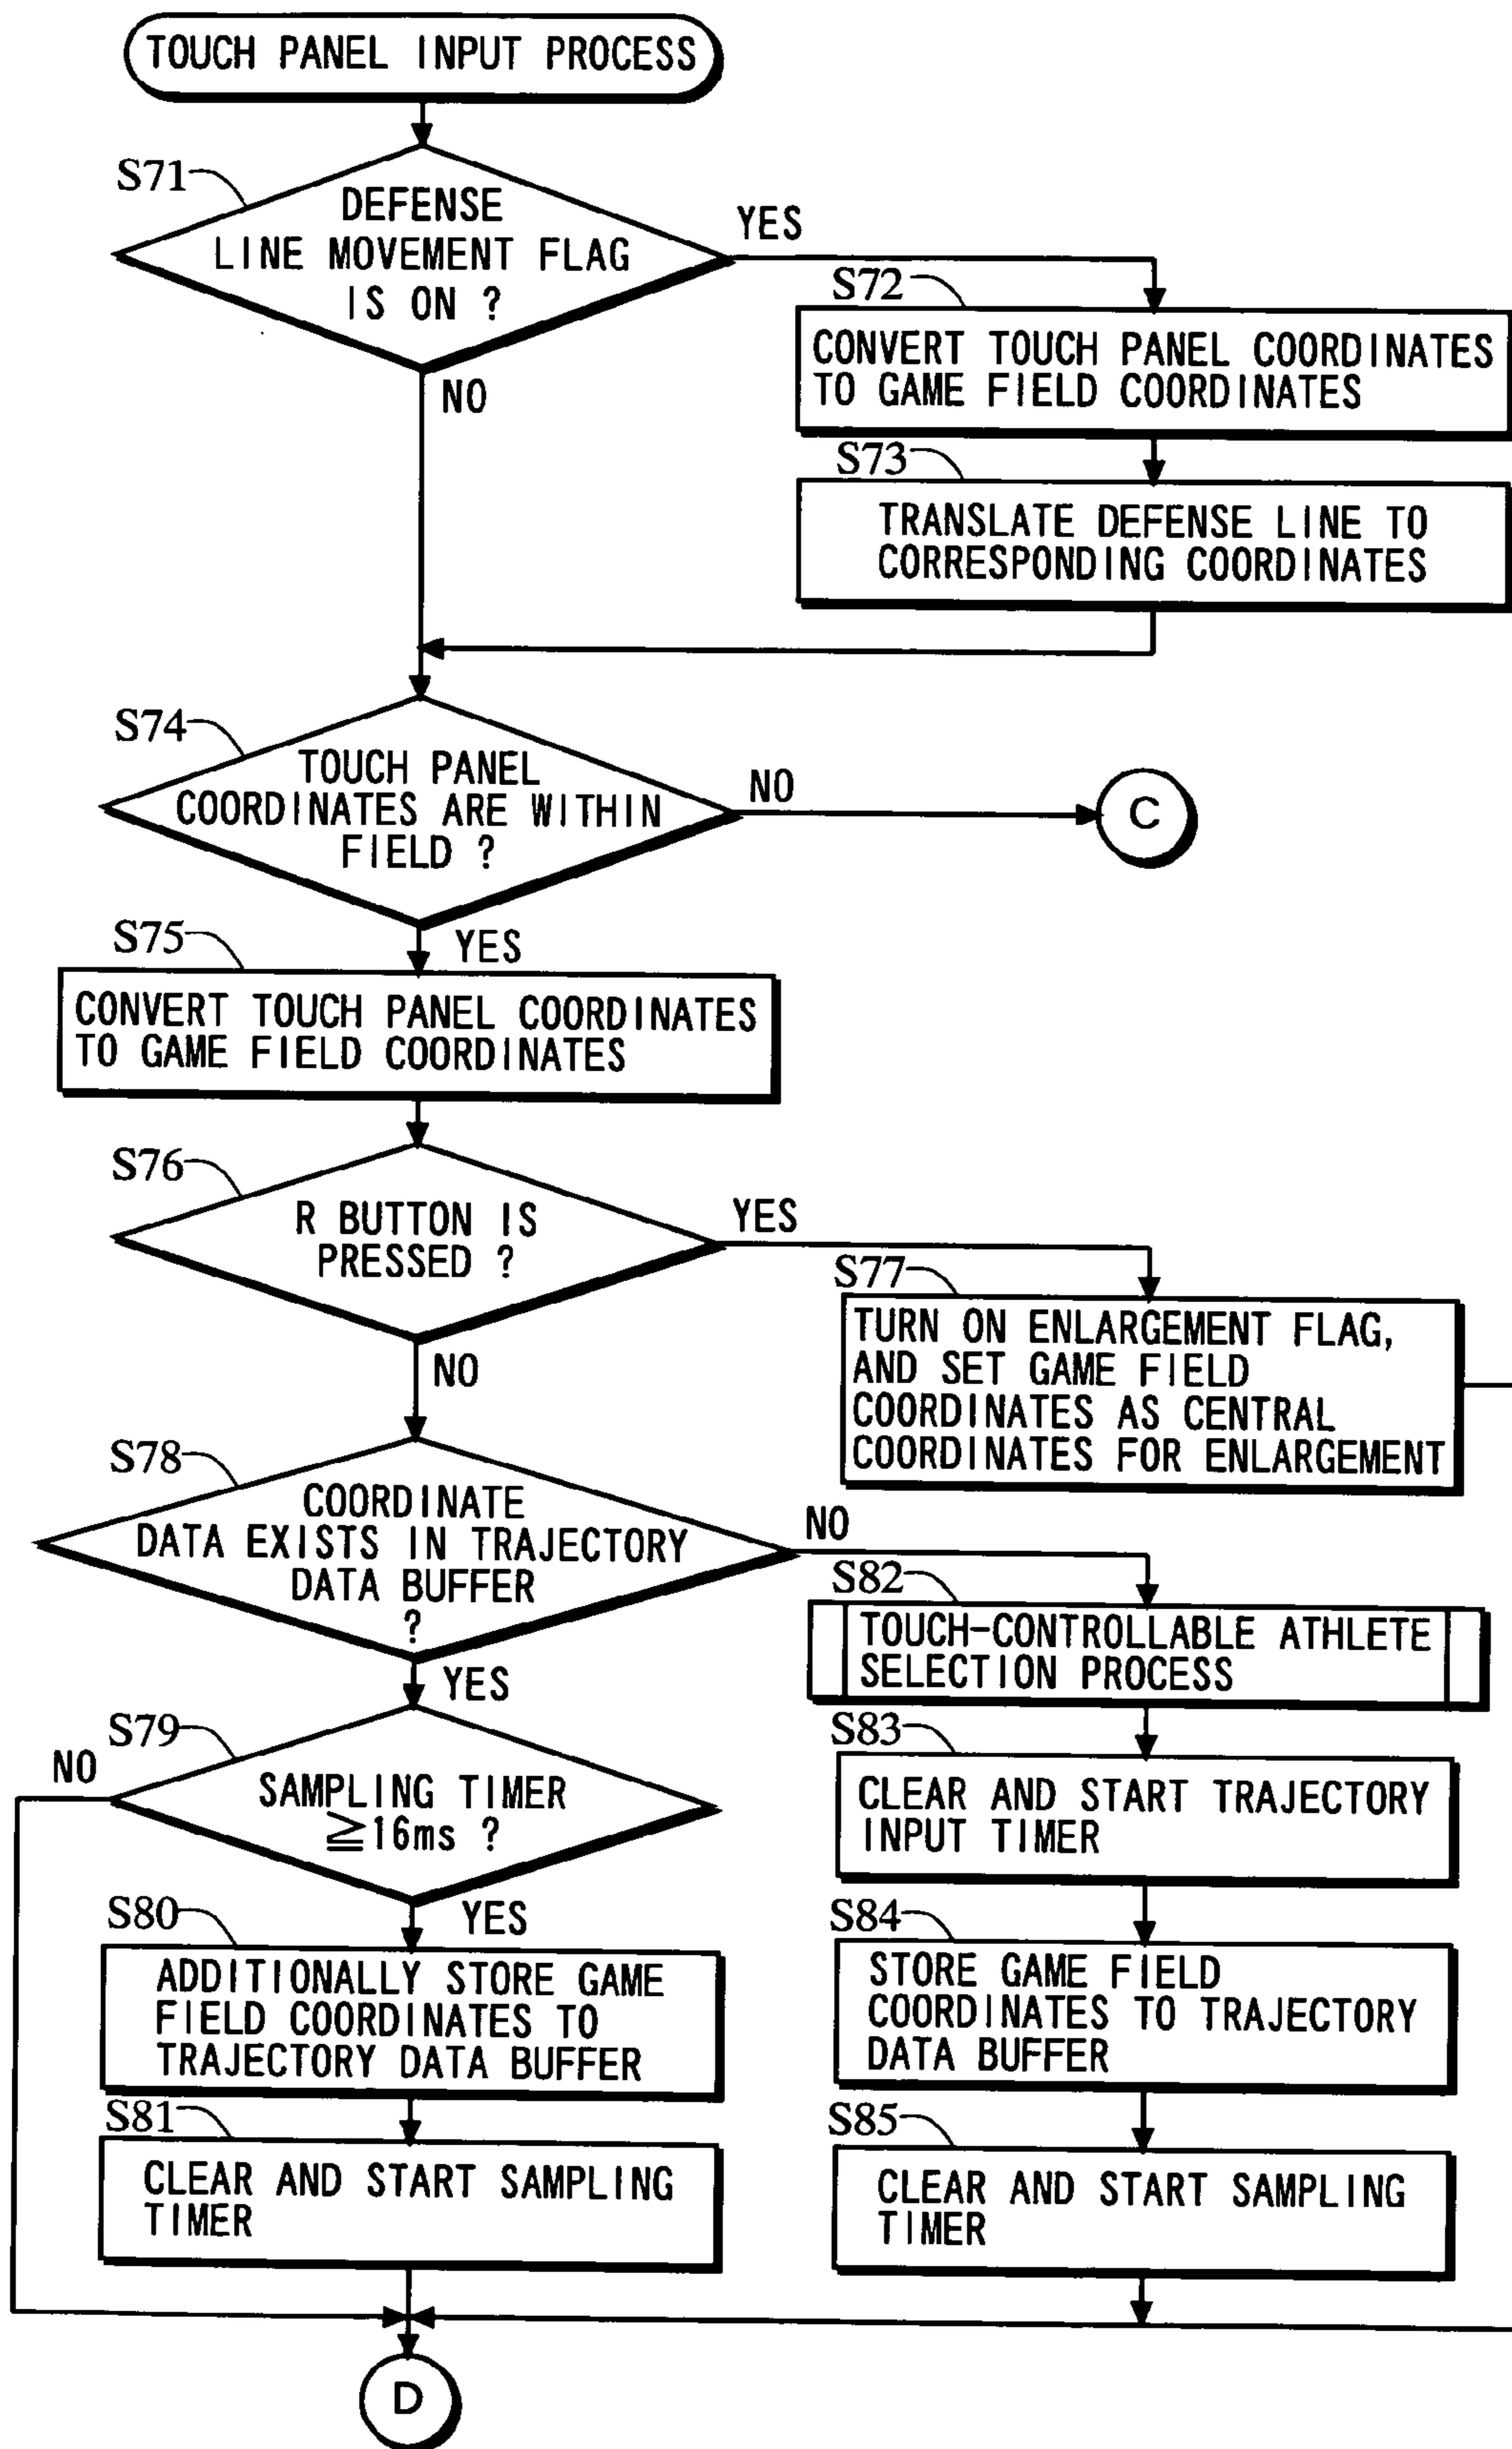 TOUCH PANEL INPUT PROCESS
S71
DEFENSE
LINE MOVEMENT FLAG
IS ON ?
YES
NO
S72
CONVERT TOUCH PANEL COORDINATES
TO GAME FIELD COORDINATES
S73
TRANSLATE DEFENSE LINE TO
CORRESPONDING COORDINATES
S74
TOUCH PANEL
COORDINATES ARE WITHIN
FIELD ?
NO
C
YES
S75
CONVERT TOUCH PANEL COORDINATES
TO GAME FIELD COORDINATES
S76
R BUTTON IS
PRESSED ?
YES
NO
S77
TURN ON ENLARGEMENT FLAG,
AND SET GAME FIELD
COORDINATES AS CENTRAL
COORDINATES FOR ENLARGEMENT
S78
COORDINATE
DATA EXISTS IN TRAJECTORY
DATA BUFFER
?
NO
YES
S79
SAMPLING TIMER
≧16ms ?
NO
YES
S80
ADDITIONALLY STORE GAME
FIELD COORDINATES TO
TRAJECTORY DATA BUFFER
S81
CLEAR AND START SAMPLING
TIMER
S82
TOUCH-CONTROLLABLE ATHLETE
SELECTION PROCESS
S83
CLEAR AND START TRAJECTORY
INPUT TIMER
S84
STORE GAME FIELD
COORDINATES TO TRAJECTORY
DATA BUFFER
S85
CLEAR AND START SAMPLING
TIMER
D